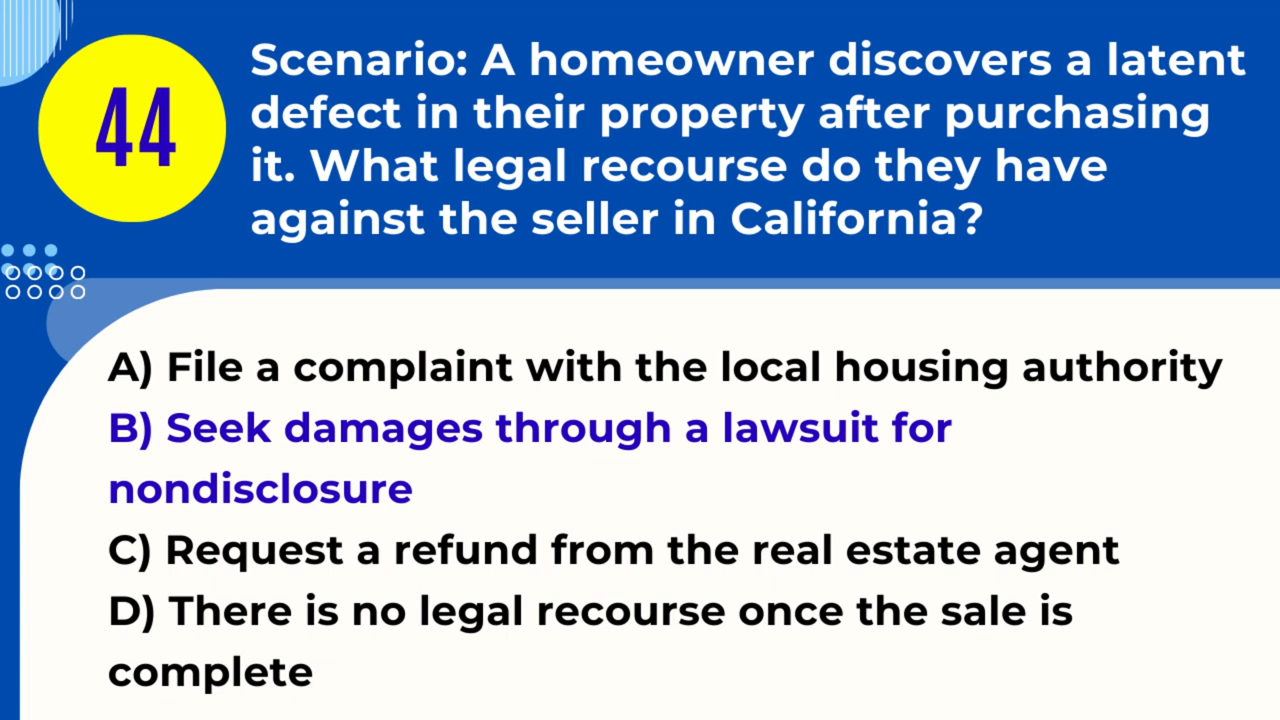 44
Scenario: A homeowner discovers a latent
defect in their property after purchasing
it. What legal recourse do they have
against the seller in California?
A) File a complaint with the local housing authority
B) Seek damages through a lawsuit for
nondisclosure
C) Request a refund from the real estate agent
D) There is no legal recourse once the sale is
complete